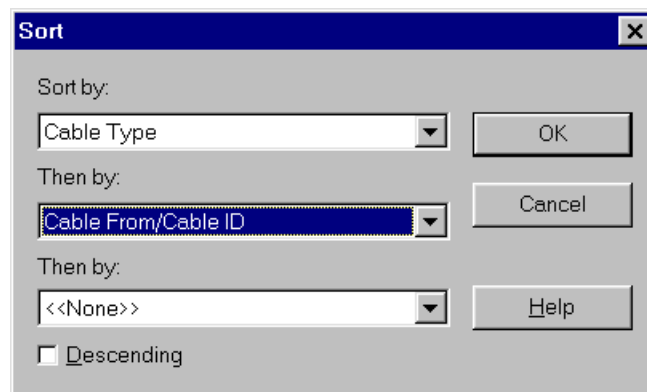 Sort
Sort by:
Cable Type
OK
Then by:
Cable From/Cable ID
Cancel
Then by:
<<None>>
Help
Descending